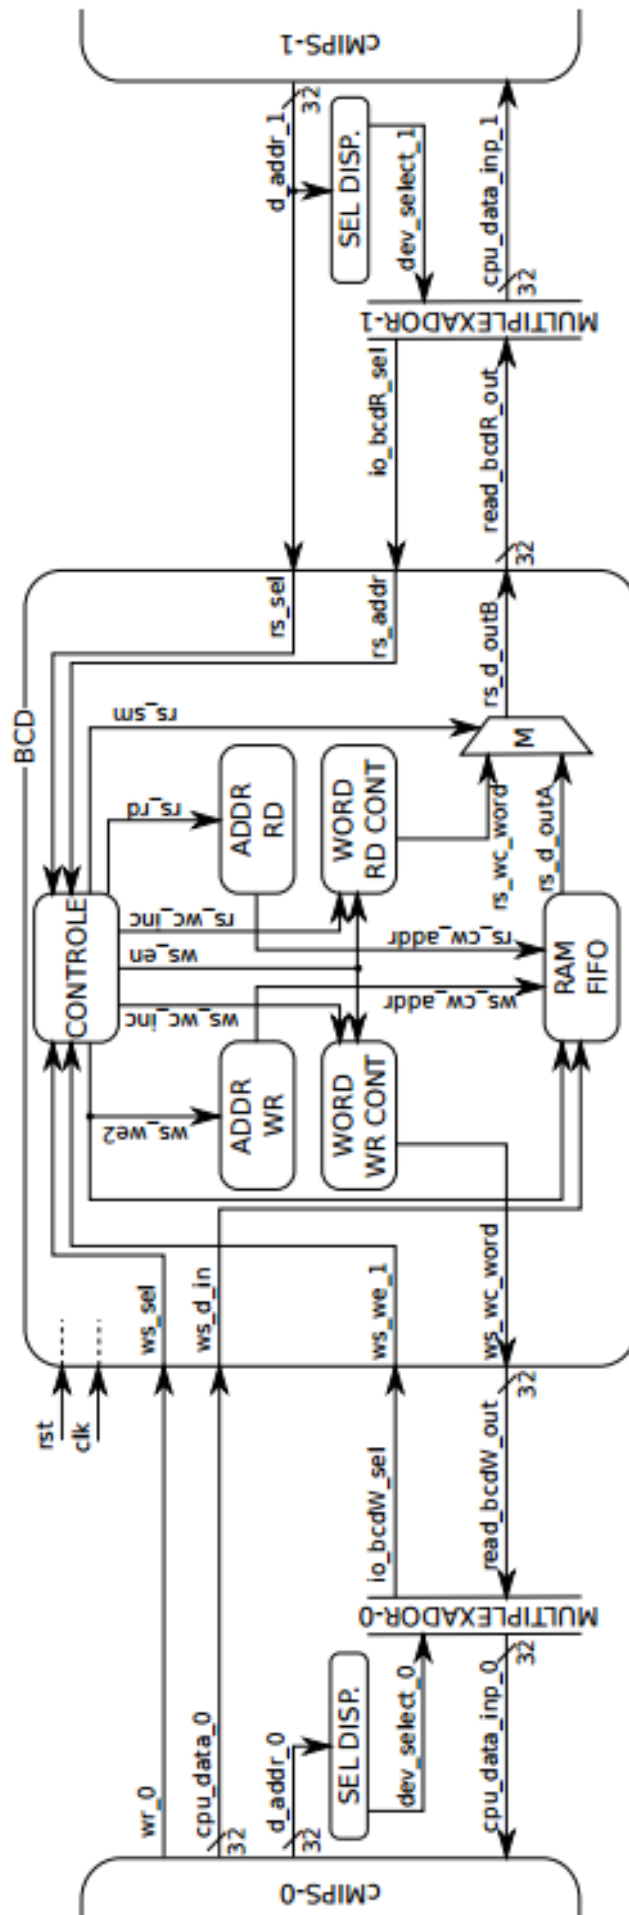 cMIPS-1
d_addr_1
32
SEL DISP.
dev_select_1
cpu_data_inp_1
32
MULTIPLEXADOR-1
io_bcdR_sel
read_bcdR_out
32
BCD
rs_sel
rs_addr
rs_d_outB
rs_sm
M
rs_rd
ADDR
RD
WORD
RD CONT
rs_wc_word
rs_d_outA
CONTROLE
rs_wc_inc
ws_en
ws_wc_inc
rs_cw_addr
ws_cw_addr
RAM
FIFO
ws_we2
ADDR
WR
WORD
WR CONT
ws_sel
ws_d_in
ws_we_1
ws_wc_word
rst
clk
32
io_bcdW_sel
read_bcdW_out
MULTIPLEXADOR-0
wr_0
cpu_data_0
32
d_addr_0
32
SEL DISP.
dev_select_0
cpu_data_inp_0
32
cMIPS-0